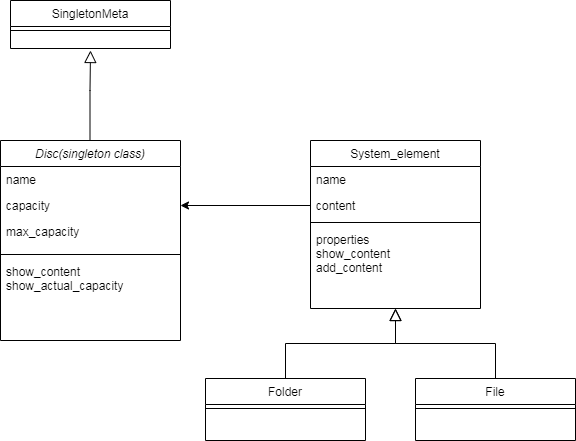 SingletonMeta
Disc(singleton class)
name
capacity
max_capacity
show_content
show_actual_capacity
System_element
name
content
properties
show_content
add_content
Folder
File